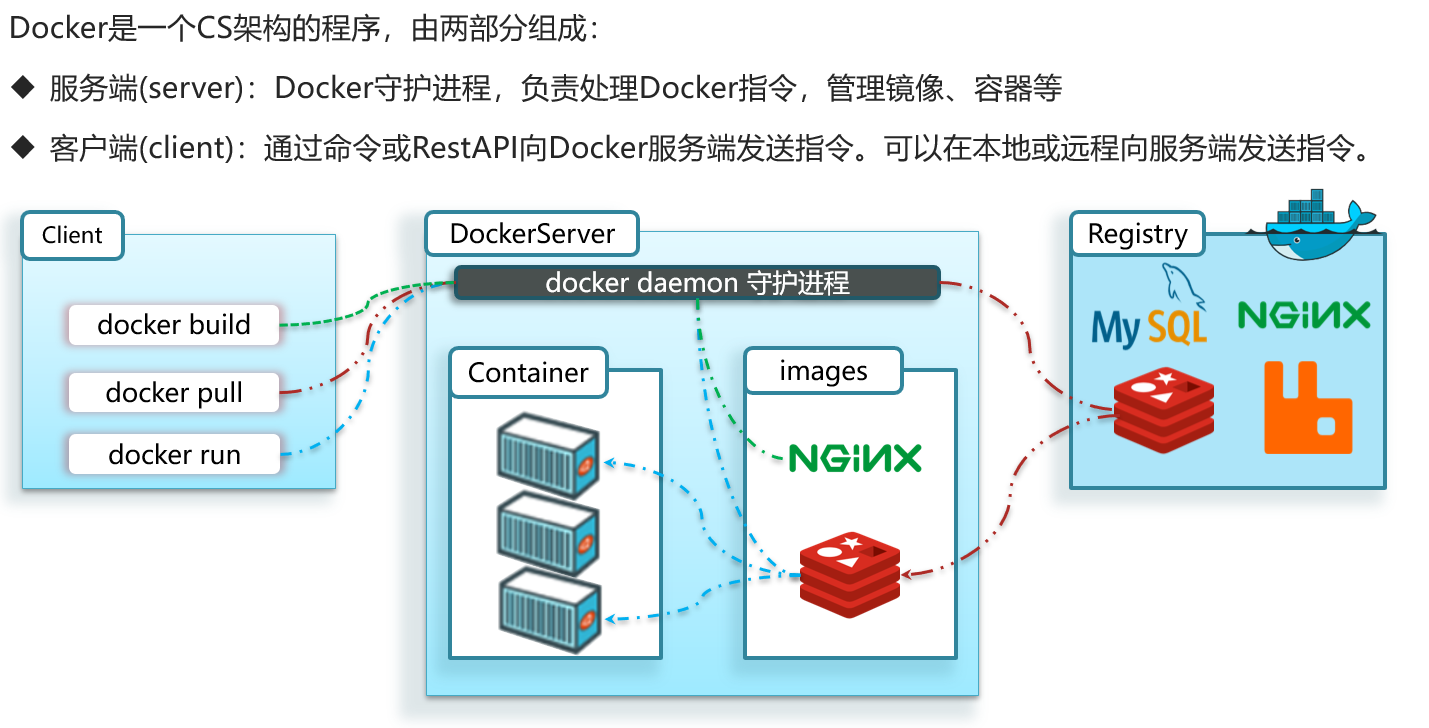 Docker是一个CS架构的程序，由两部分组成：
◆ 服务端(server)：Docker守护进程，负责处理Docker指令，管理镜像、容器等
◆ 客户端(client)：通过命令或RestAPI向Docker服务端发送指令。可以在本地或远程向服务端发送指令。
Client
docker build
docker pull
docker run
DockerServer
docker daemon 守护进程
Container
images
NGINX
Registry
MySQL
NGINX